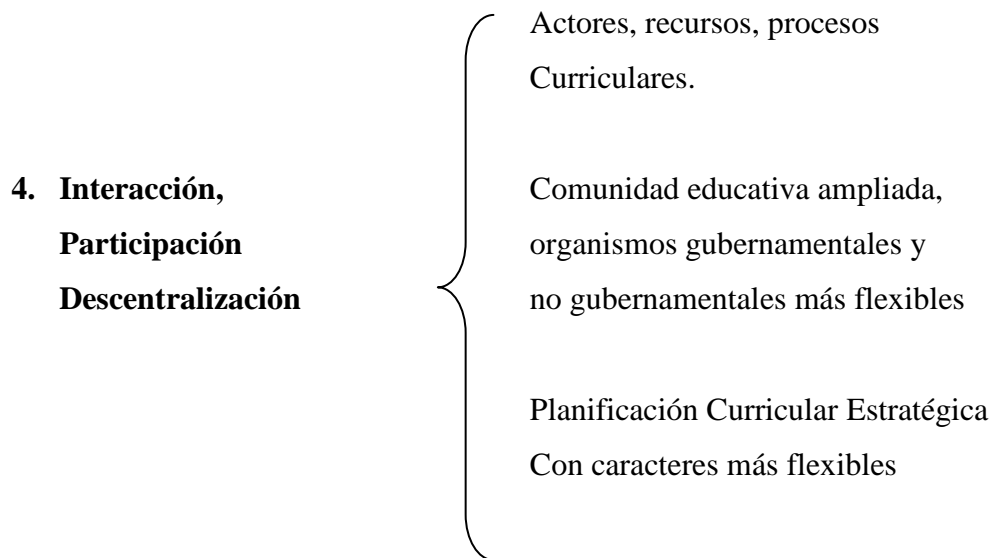 Actores, recursos, procesos
Curriculares.
4. Interacción,
Participación
Descentralización
Comunidad educativa ampliada,
organismos gubernamentales y
no gubernamentales más flexibles
Planificación Curricular Estratégica
Con caracteres más flexibles